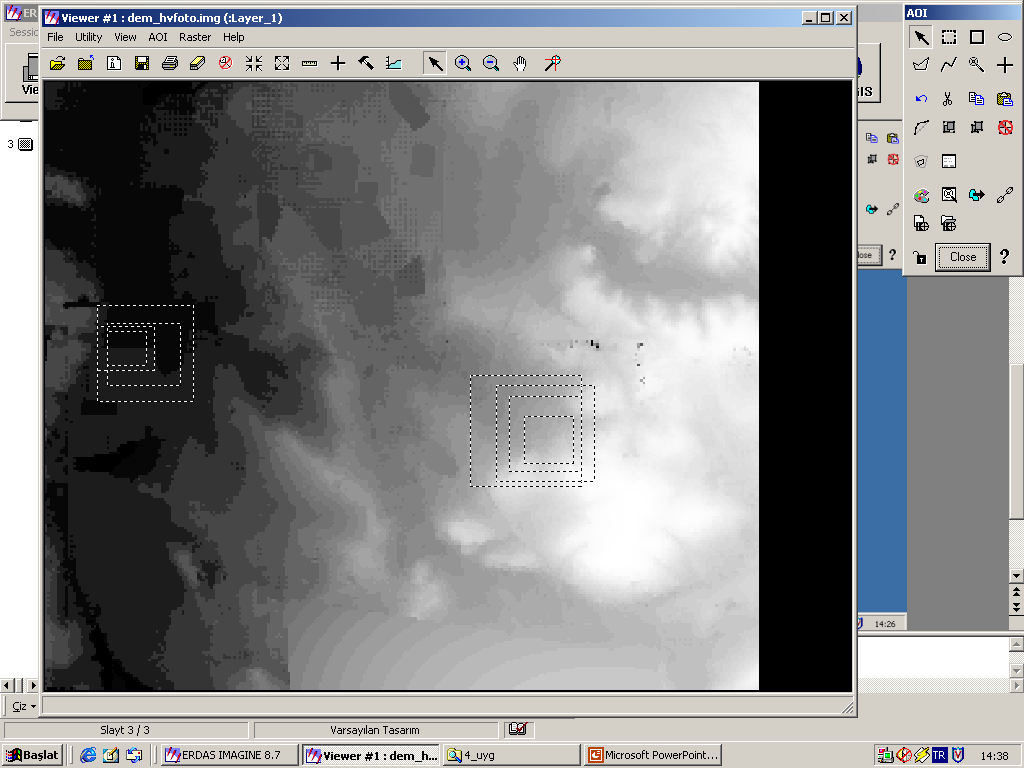 Viewer #1 : dem_hvfoto.img (:Layer_1)
File Utility View AOI Raster Help
AOI
Close
?
?
3
14:26
Çiz
Slayt 3 / 3
Varsayılan Tasarım
Başlat
ERDAS IMAGINE 8.7
Viewer #1 : dem_h...
4_uyg
Microsoft PowerPoint...
TR
14:38